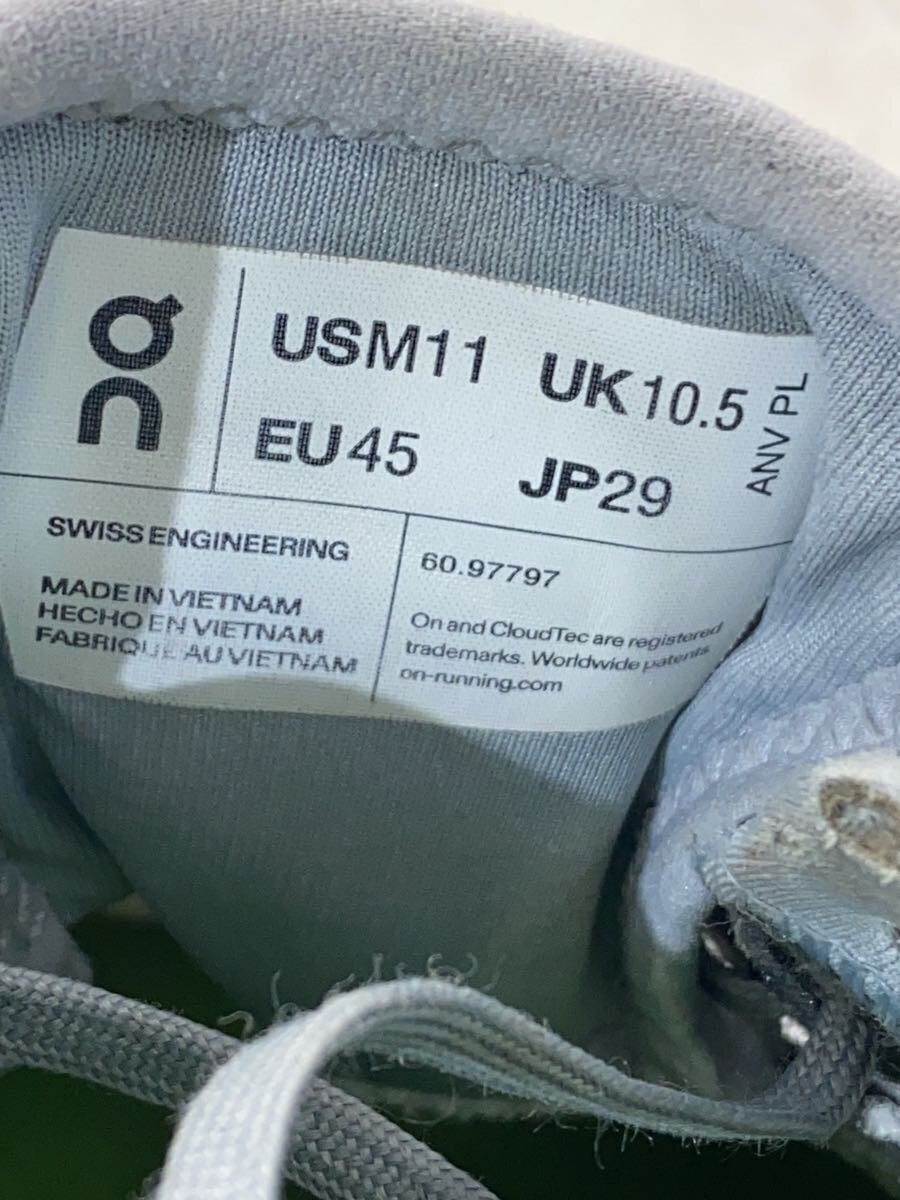 USM11 UK10.5
EU45 JP29
ANV PL
SWISS ENGINEERING
MADE IN VIETNAM
HECHO EN VIETNAM
FABRIQUE AU VIETNAM
60.97797
On and CloudTec are registered
trademarks. Worldwide patents.
on-running.com